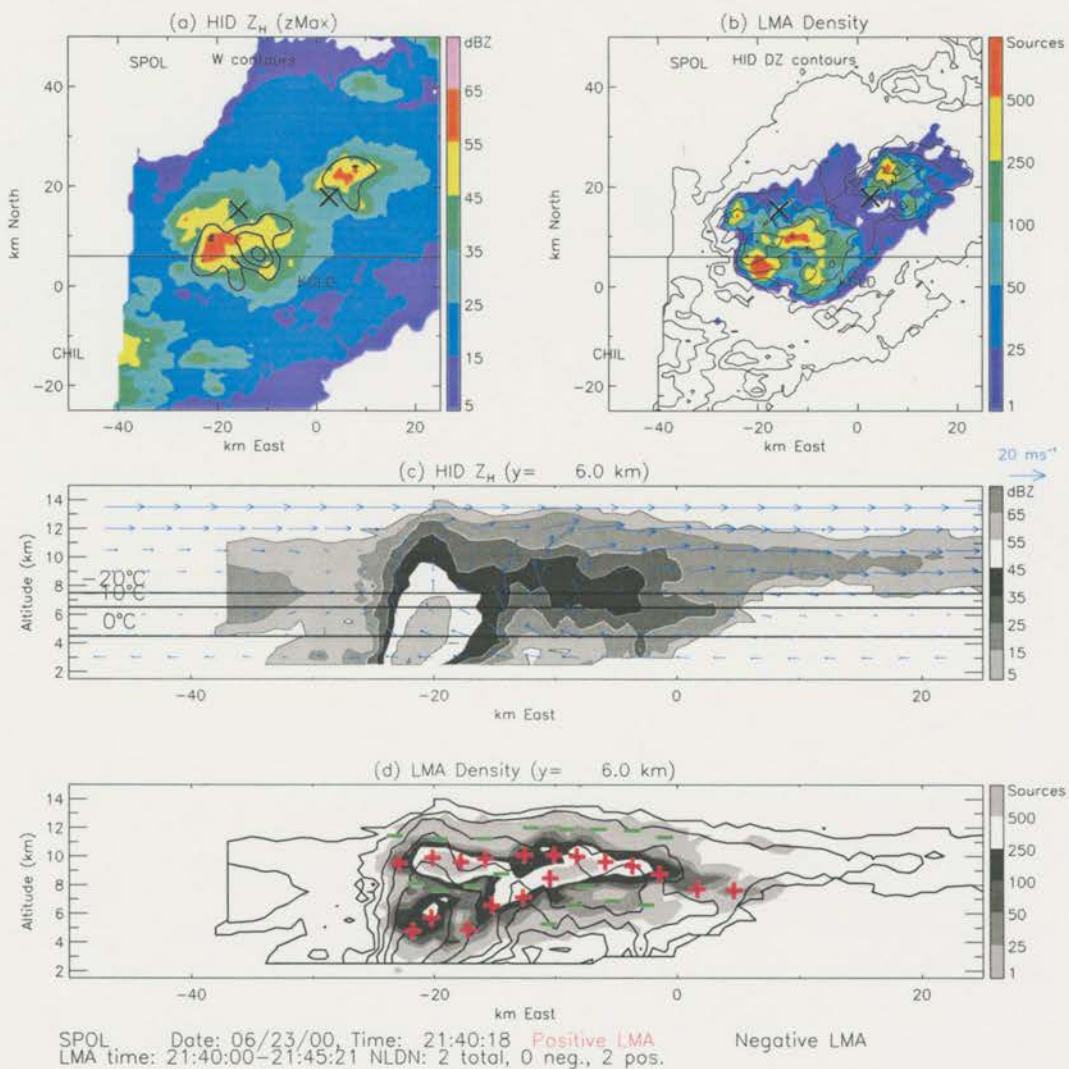 (a) HID Z_H (zMax)
dBZ
SPOL
W contours
40
65
55
20
45
km North
35
0
KGLD
25
CHIL
15
-20
5
-40
-20
0
20
km East
(b) LMA Density
Sources
SPOL
HID DZ contours
40
500
20
250
km North
100
0
KGLD
50
CHIL
25
-20
1
-40
-20
0
20
km East
20 ms⁻¹
(c) HID Z_H (y= 6.0 km)
dBZ
14
65
12
55
10
45
-20°C
8
-10°C
35
6
0°C
25
4
15
2
5
Altitude (km)
-40
-20
0
20
km East
(d) LMA Density (y= 6.0 km)
Sources
14
500
12
250
10
100
8
50
6
25
4
1
2
Altitude (km)
-40
-20
0
20
km East
SPOL Date: 06/23/00, Time: 21:40:18 Positive LMA Negative LMA
LMA time: 21:40:00-21:45:21 NLDN: 2 total, 0 neg., 2 pos.